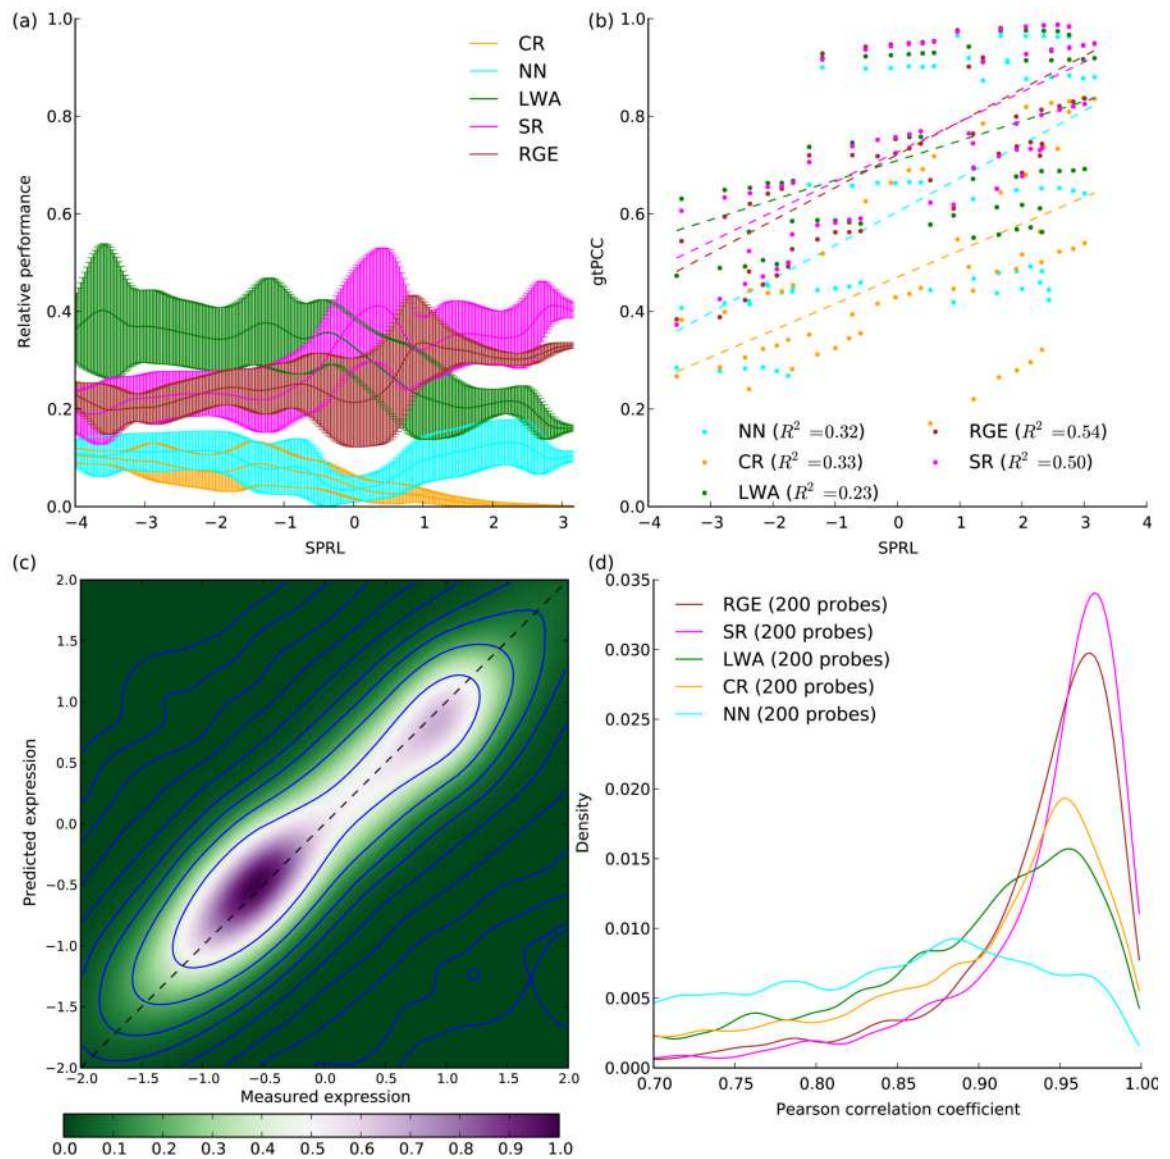 (a)
1.0
0.8
0.6
0.4
0.2
0.0
Relative performance
CR
NN
LWA
SR
RGE
−4 −3 −2 −1 0 1 2 3
SPRL
(b)
1.0
0.8
0.6
0.4
0.2
0.0
gtPCC
NN (R² =0.32)
CR (R² =0.33)
LWA (R² =0.23)
RGE (R² =0.54)
SR (R² =0.50)
−4 −3 −2 −1 0 1 2 3 4
SPRL
(c)
2.0
1.5
1.0
0.5
0.0
−0.5
−1.0
−1.5
−2.0
Predicted expression
−2.0 −1.5 −1.0 −0.5 0.0 0.5 1.0 1.5 2.0
Measured expression
0.0 0.1 0.2 0.3 0.4 0.5 0.6 0.7 0.8 0.9 1.0
(d)
0.035
0.030
0.025
0.020
0.015
0.010
0.005
0.000
Density
RGE (200 probes)
SR (200 probes)
LWA (200 probes)
CR (200 probes)
NN (200 probes)
0.70 0.75 0.80 0.85 0.90 0.95 1.00
Pearson correlation coefficient